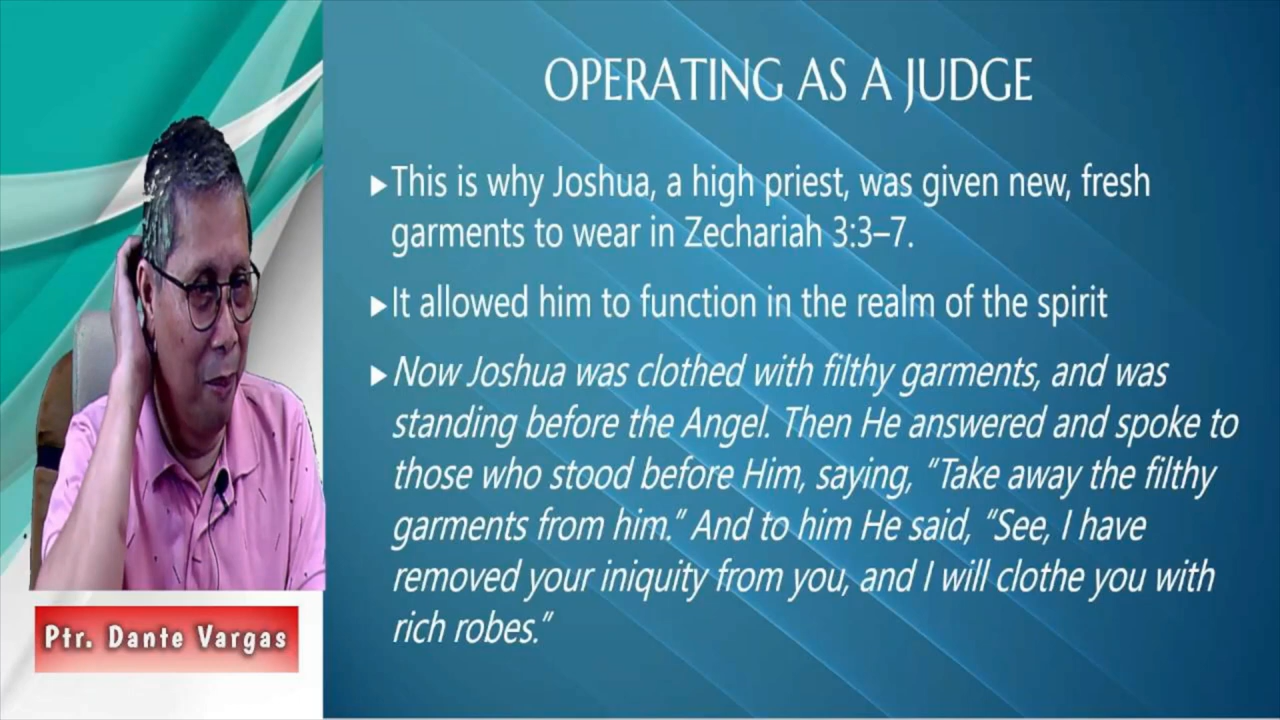 OPERATING AS A JUDGE
▸This is why Joshua, a high priest, was given new, fresh
garments to wear in Zechariah 3:3–7.
▸It allowed him to function in the realm of the spirit
▸Now Joshua was clothed with filthy garments, and was
standing before the Angel. Then He answered and spoke to
those who stood before Him, saying, “Take away the filthy
garments from him.” And to him He said, “See, I have
removed your iniquity from you, and I will clothe you with
rich robes.”
Ptr. Dante Vargas